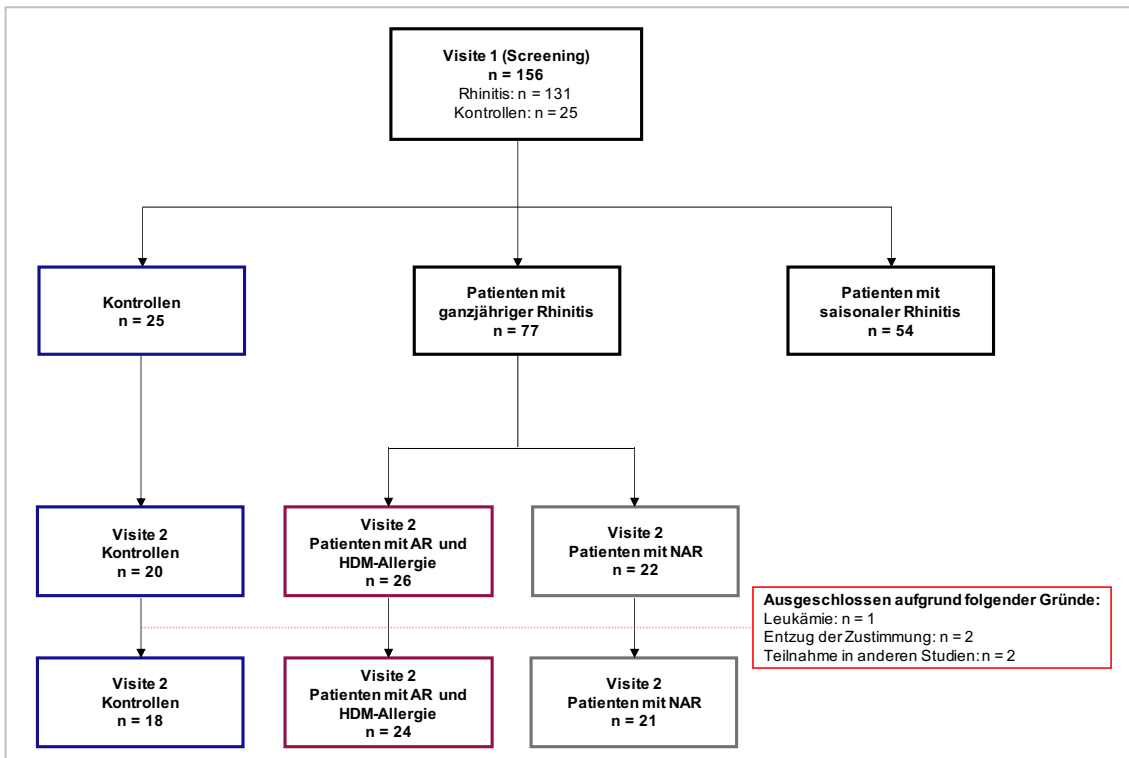 Visite 1 (Screening)
n = 156
Rhinitis: n = 131
Kontrollen: n = 25
Kontrollen
n = 25
Patienten mit
ganzjähriger Rhinitis
n = 77
Patienten mit
saisonaler Rhinitis
n = 54
Visite 2
Kontrollen
n = 20
Visite 2
Patienten mit AR und
HDM-Allergie
n = 26
Visite 2
Patienten mit NAR
n = 22
Ausgeschlossen aufgrund folgender Gründe:
Leukämie: n = 1
Entzug der Zustimmung: n = 2
Teilnahme in anderen Studien: n = 2
Visite 2
Kontrollen
n = 18
Visite 2
Patienten mit AR und
HDM-Allergie
n = 24
Visite 2
Patienten mit NAR
n = 21